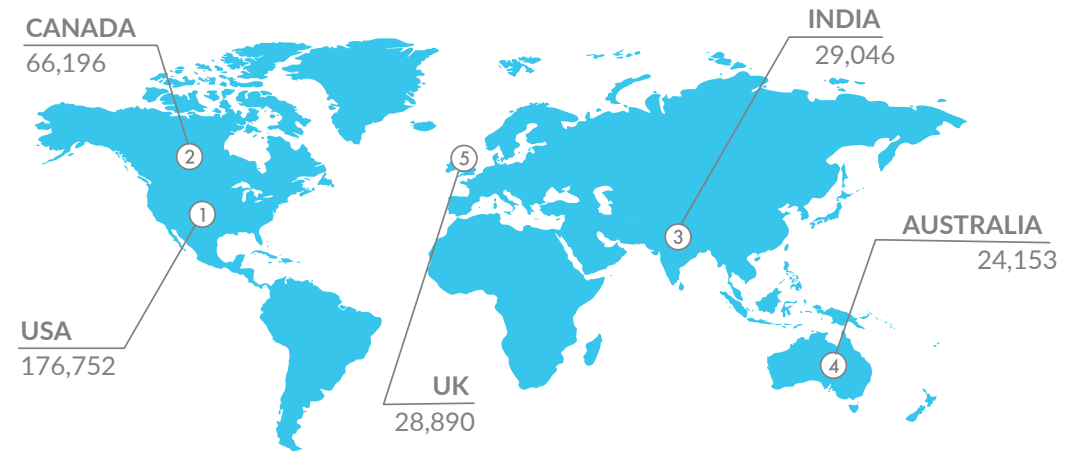 CANADA
66,196
INDIA
29,046
2
5
1
3
AUSTRALIA
24,153
USA
176,752
4
UK
28,890